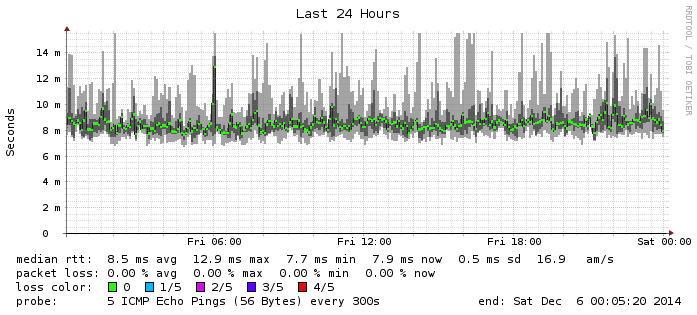 Last 24 Hours
RRDTOOL / TOBI OETIKER
Seconds
14 m
12 m
10 m
8 m
6 m
4 m
2 m
0
Fri 06:00 Fri 12:00 Fri 18:00 Sat 00:00
median rtt: 8.5 ms avg 12.9 ms max 7.7 ms min 7.9 ms now 0.5 ms sd 16.9 am/s
packet loss: 0.00 % avg 0.00 % max 0.00 % min 0.00 % now
loss color: 0 1/5 2/5 3/5 4/5
probe: 5 ICMP Echo Pings (56 Bytes) every 300s end: Sat Dec 6 00:05:20 2014